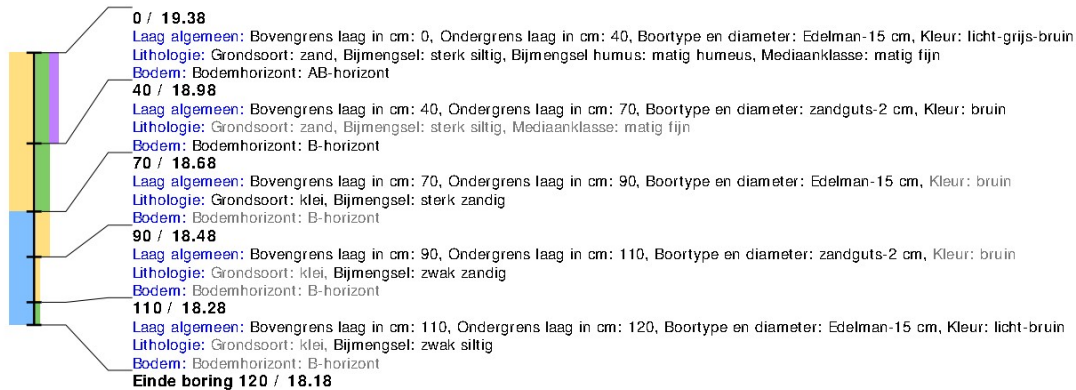 0 / 19.38
Laag algemeen: Bovengrens laag in cm: 0, Ondergrens laag in cm: 40, Boortype en diameter: Edelman-15 cm, Kleur: licht-grijs-bruin
Lithologie: Grondsoort: zand, Bijmengsel: sterk siltig, Bijmengsel humus: matig humeus, Mediaanklasse: matig fijn
Bodem: Bodemhorizont: AB-horizont
40 / 18.98
Laag algemeen: Bovengrens laag in cm: 40, Ondergrens laag in cm: 70, Boortype en diameter: zandguts-2 cm, Kleur: bruin
Lithologie: Grondsoort: zand, Bijmengsel: sterk siltig, Mediaanklasse: matig fijn
Bodem: Bodemhorizont: B-horizont
70 / 18.68
Laag algemeen: Bovengrens laag in cm: 70, Ondergrens laag in cm: 90, Boortype en diameter: Edelman-15 cm, Kleur: bruin
Lithologie: Grondsoort: klei, Bijmengsel: sterk zandig
Bodem: Bodemhorizont: B-horizont
90 / 18.48
Laag algemeen: Bovengrens laag in cm: 90, Ondergrens laag in cm: 110, Boortype en diameter: zandguts-2 cm, Kleur: bruin
Lithologie: Grondsoort: klei, Bijmengsel: zwak zandig
Bodem: Bodemhorizont: B-horizont
110 / 18.28
Laag algemeen: Bovengrens laag in cm: 110, Ondergrens laag in cm: 120, Boortype en diameter: Edelman-15 cm, Kleur: licht-bruin
Lithologie: Grondsoort: klei, Bijmengsel: zwak siltig
Bodem: Bodemhorizont: B-horizont
Einde boring 120 / 18.18